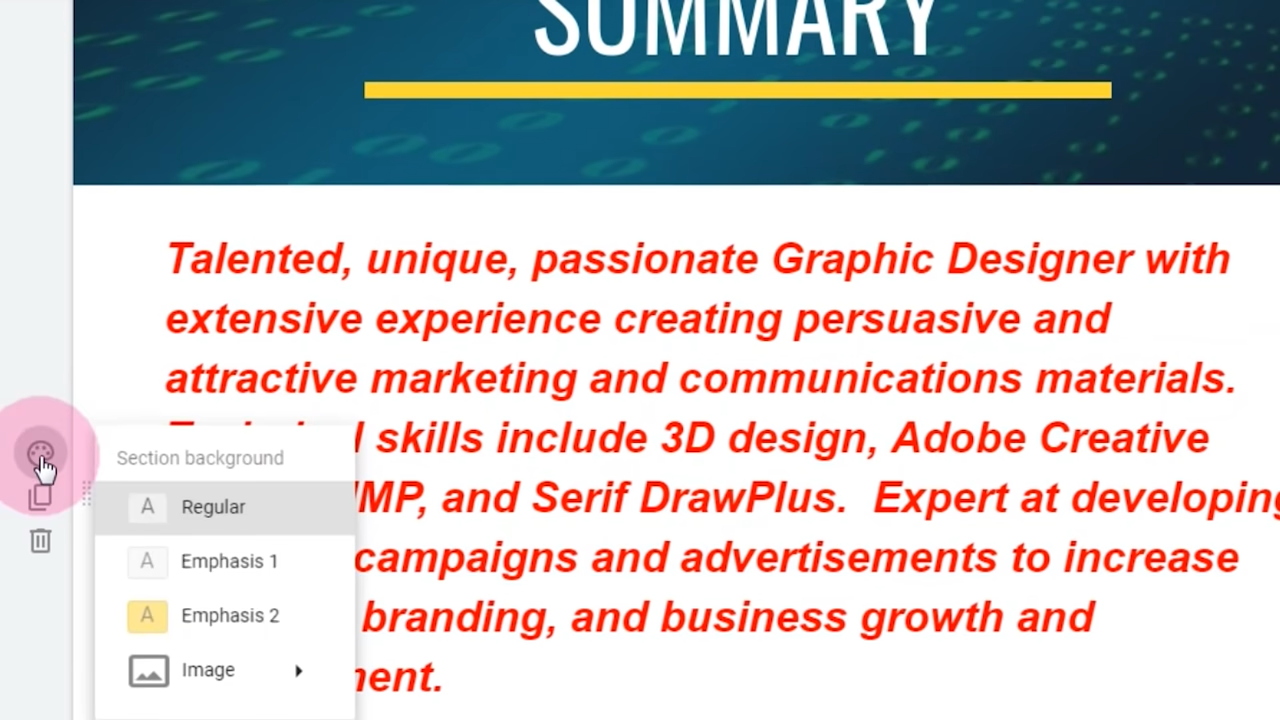 SUMMARY
Talented, unique, passionate Graphic Designer with
extensive experience creating persuasive and
attractive marketing and communications materials.
skills include 3D design, Adobe Creative
and Serif DrawPlus. Expert at developing
campaigns and advertisements to increase
branding, and business growth and
Section background
A Regular
A Emphasis 1
A Emphasis 2
Image